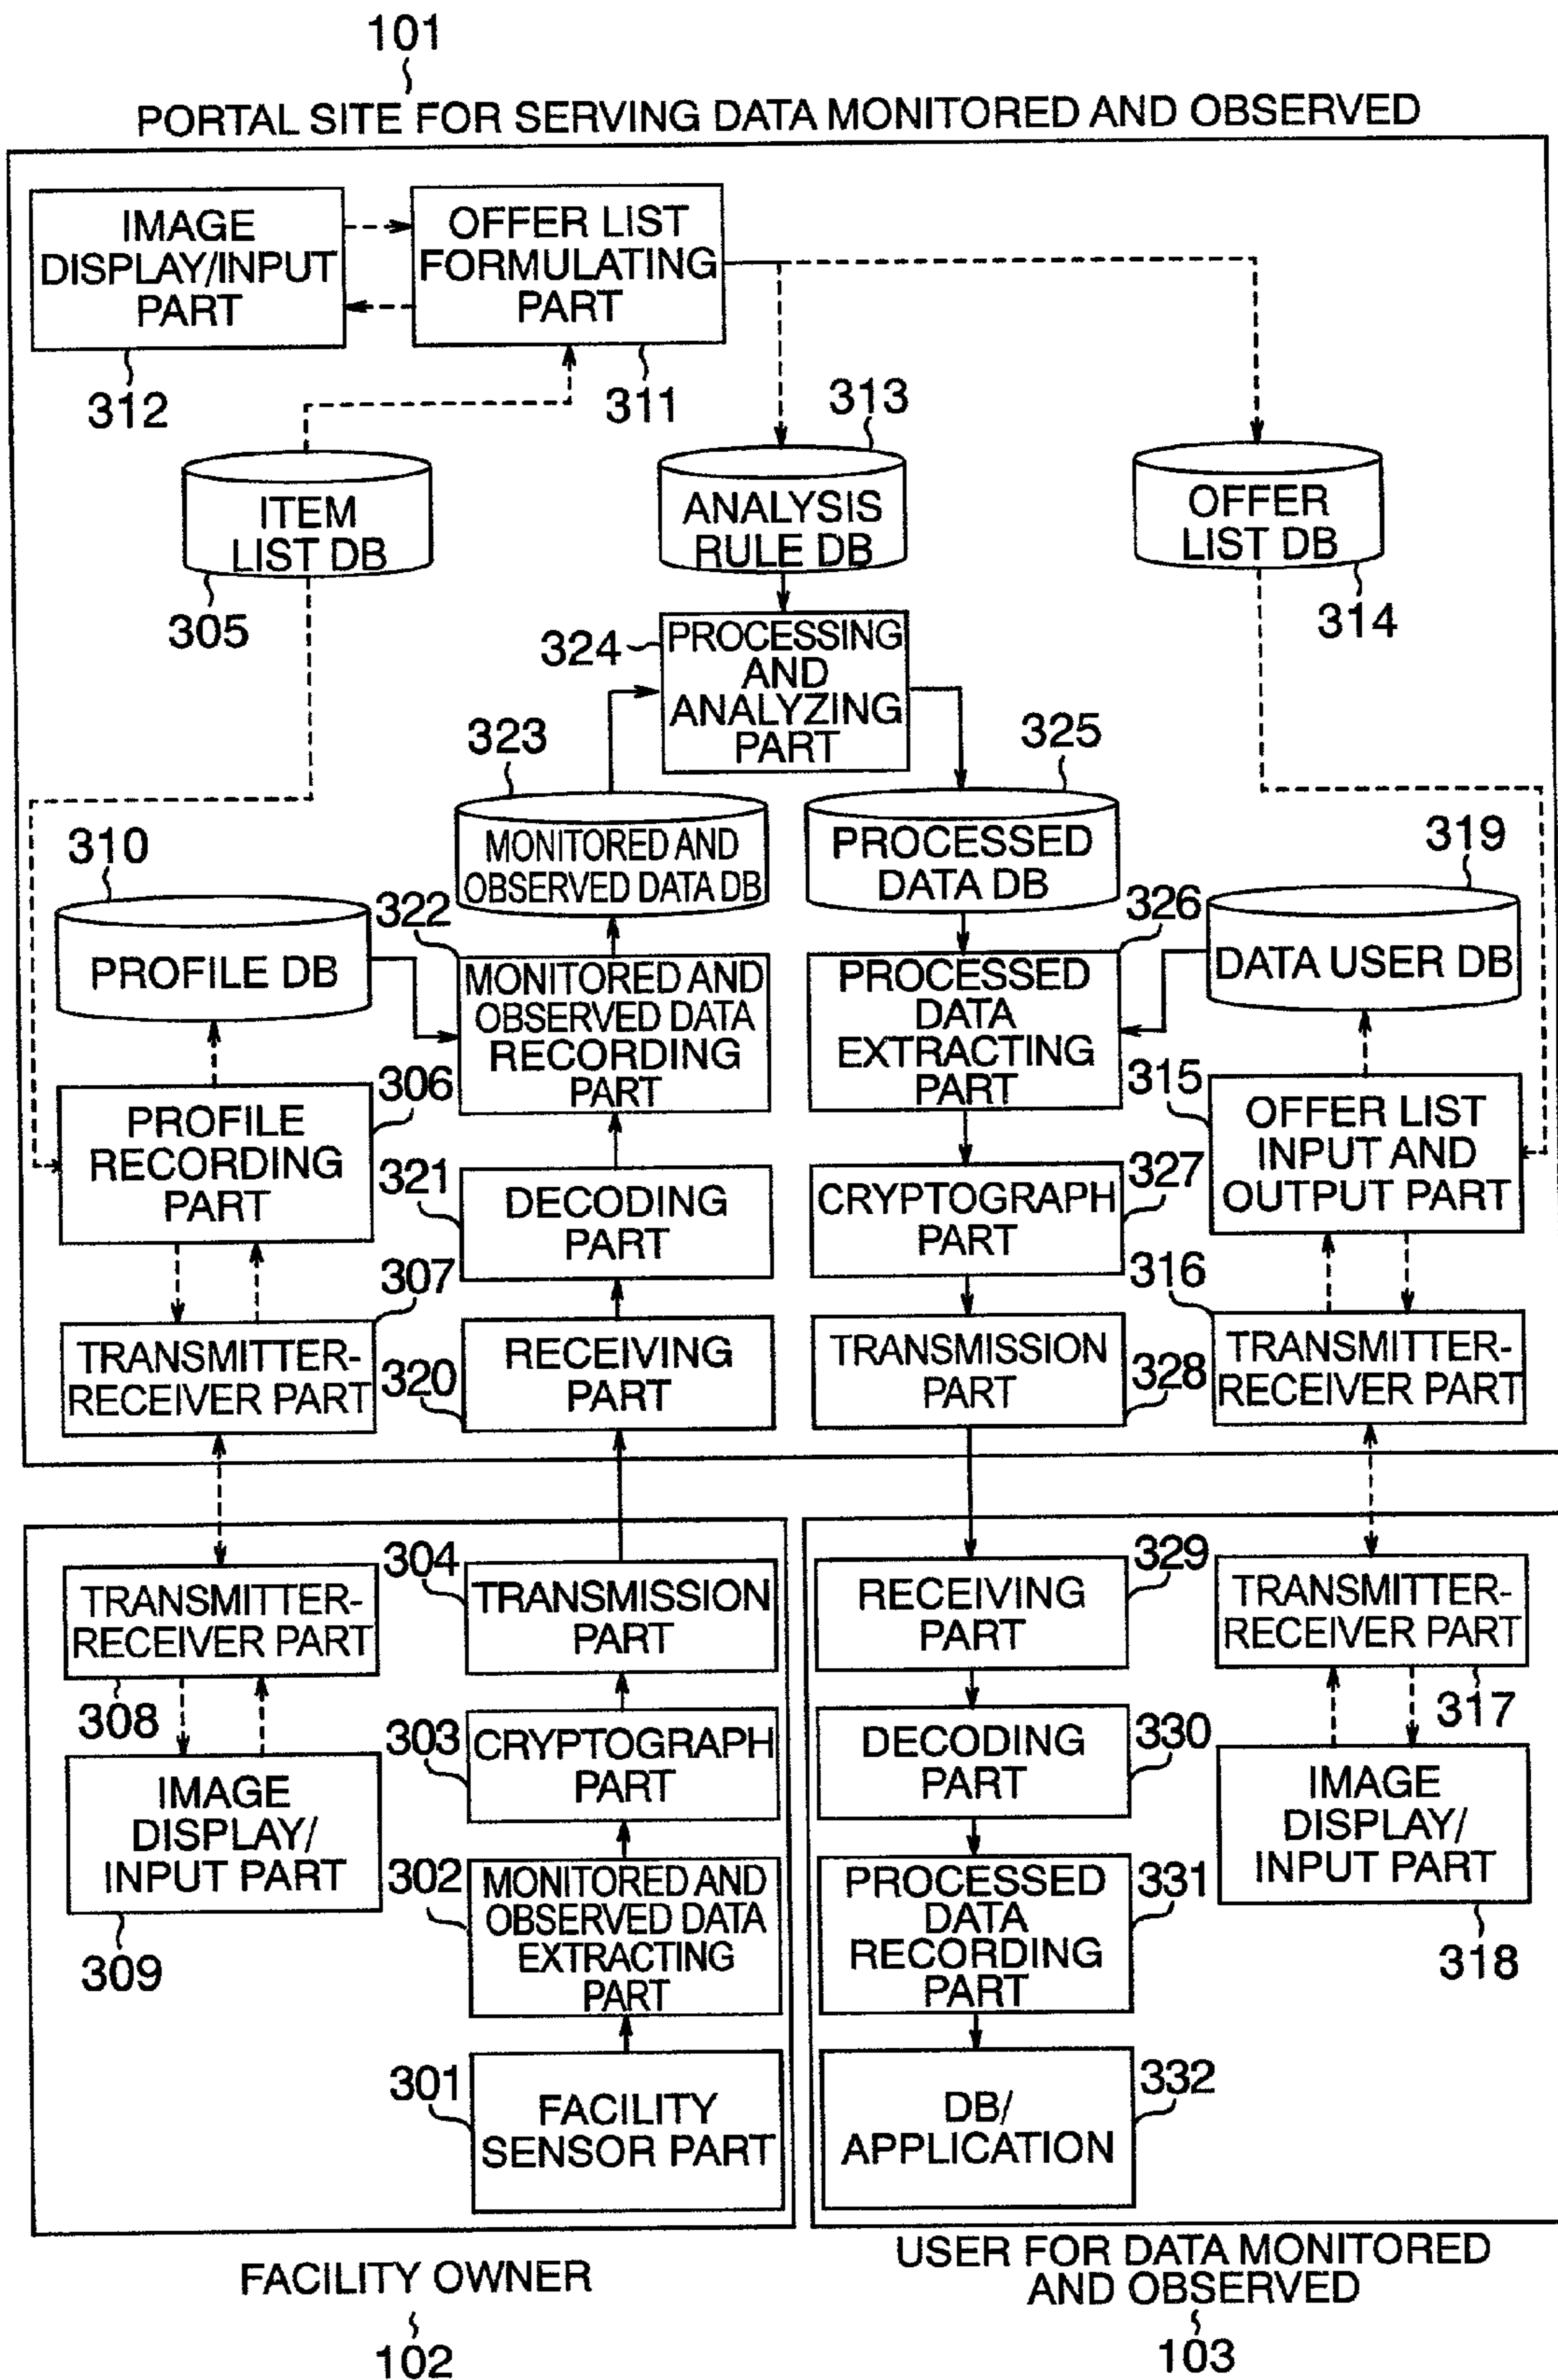 101
PORTAL SITE FOR SERVING DATA MONITORED AND OBSERVED
IMAGE
DISPLAY/INPUT
PART
312
OFFER LIST
FORMULATING
PART
311
313
ITEM
LIST DB
305
ANALYSIS
RULE DB
OFFER
LIST DB
314
324
PROCESSING
AND
ANALYZING
PART
323
MONITORED AND
OBSERVED DATA DB
325
PROCESSED
DATA DB
310
PROFILE DB
319
DATA USER DB
322
MONITORED AND
OBSERVED DATA
RECORDING
PART
326
PROCESSED
DATA
EXTRACTING
PART
306
PROFILE
RECORDING
PART
315
OFFER LIST
INPUT AND
OUTPUT PART
321
DECODING
PART
327
CRYPTOGRAPH
PART
307
TRANSMITTER-
RECEIVER PART
320
RECEIVING
PART
TRANSMISSION
PART
328
316
TRANSMITTER-
RECEIVER PART
TRANSMITTER-
RECEIVER PART
308
304
TRANSMISSION
PART
329
RECEIVING
PART
TRANSMITTER-
RECEIVER PART
317
303
CRYPTOGRAPH
PART
330
DECODING
PART
IMAGE
DISPLAY/
INPUT PART
309
302
MONITORED AND
OBSERVED DATA
EXTRACTING
PART
331
PROCESSED
DATA
RECORDING
PART
IMAGE
DISPLAY/
INPUT PART
318
301
FACILITY
SENSOR PART
332
DB/
APPLICATION
FACILITY OWNER
102
USER FOR DATA MONITORED
AND OBSERVED
103